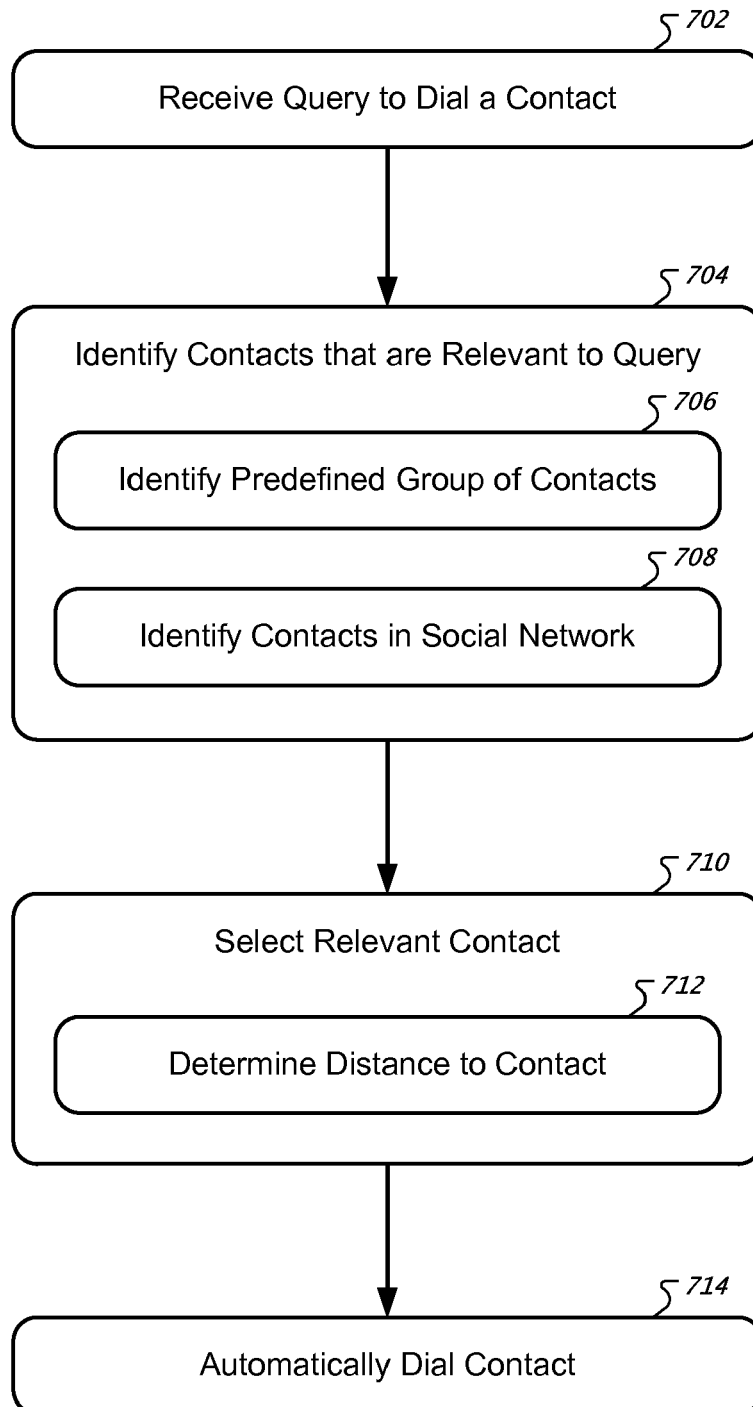 702
Receive Query to Dial a Contact
704
Identify Contacts that are Relevant to Query
706
Identify Predefined Group of Contacts
708
Identify Contacts in Social Network
710
Select Relevant Contact
712
Determine Distance to Contact
714
Automatically Dial Contact